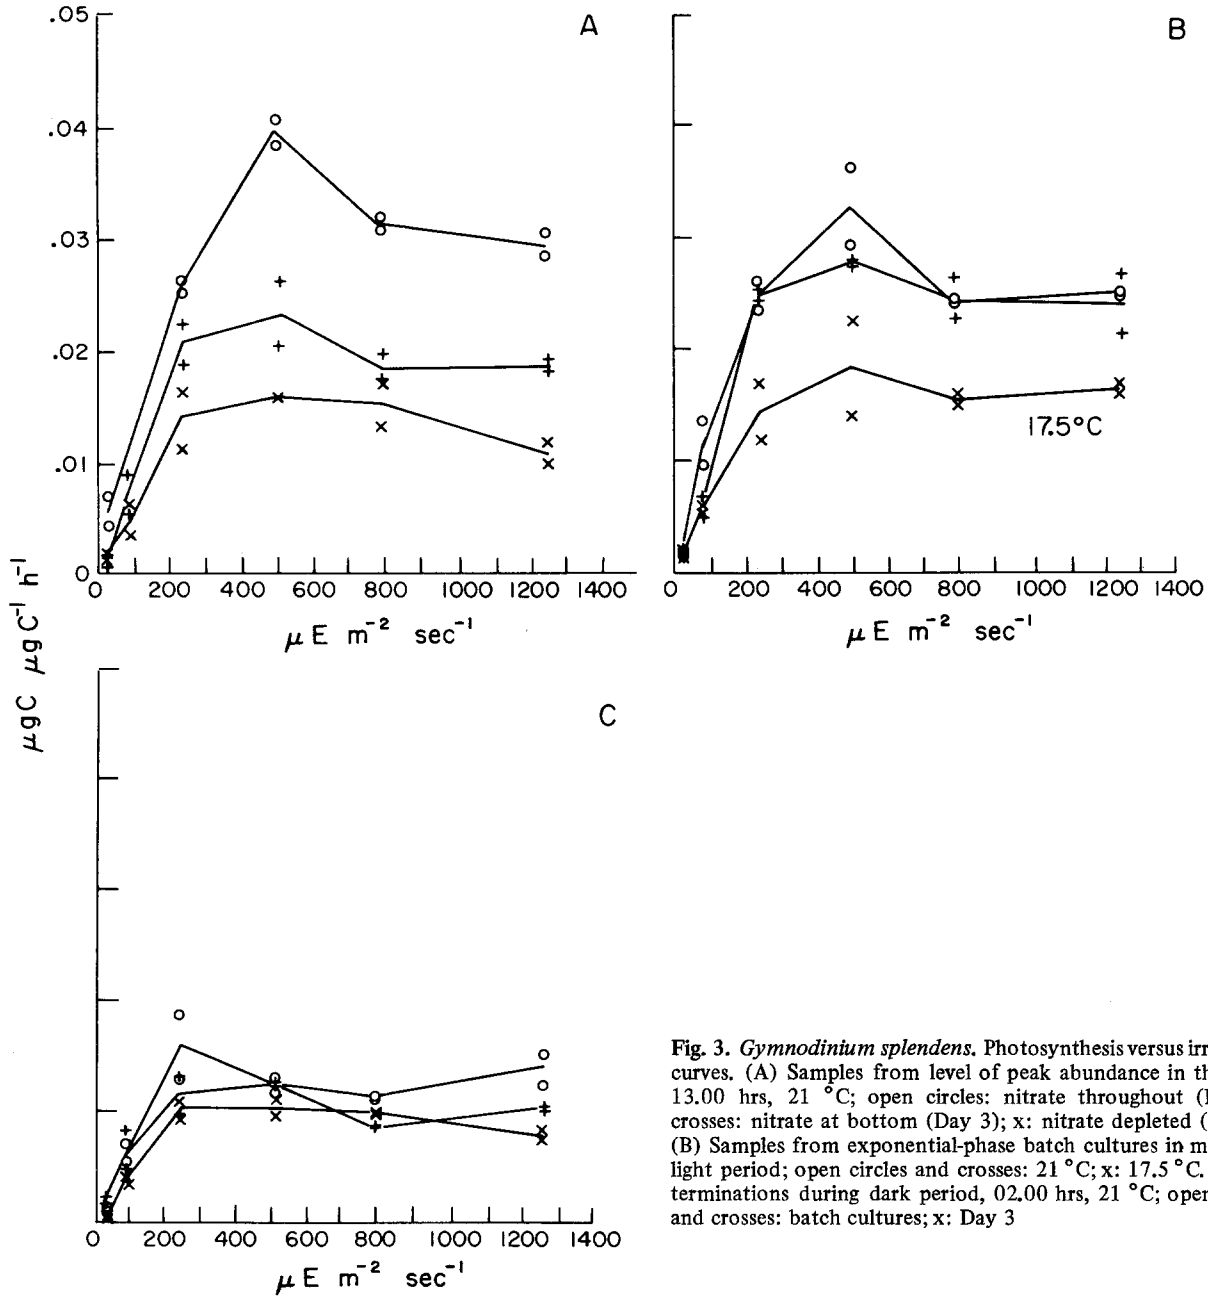 A
B
.05
.04
.03
.02
.01
0
17.5°C
0 200 400 600 800 1000 1200 1400
200 400 600 800 1000 1200 1400
μE m⁻² sec⁻¹
μE m⁻² sec⁻¹
μgC μgC⁻¹ h⁻¹
C
0 200 400 600 800 1000 1200 1400
μE m⁻² sec⁻¹
Fig. 3. Gymnodinium splendens. Photosynthesis versus irr
curves. (A) Samples from level of peak abundance in th
13.00 hrs, 21 °C; open circles: nitrate throughout (
crosses: nitrate at bottom (Day 3); x: nitrate depleted (
(B) Samples from exponential-phase batch cultures in m
light period; open circles and crosses: 21 °C; x: 17.5 °C.
terminations during dark period, 02.00 hrs, 21 °C; open
and crosses: batch cultures; x: Day 3